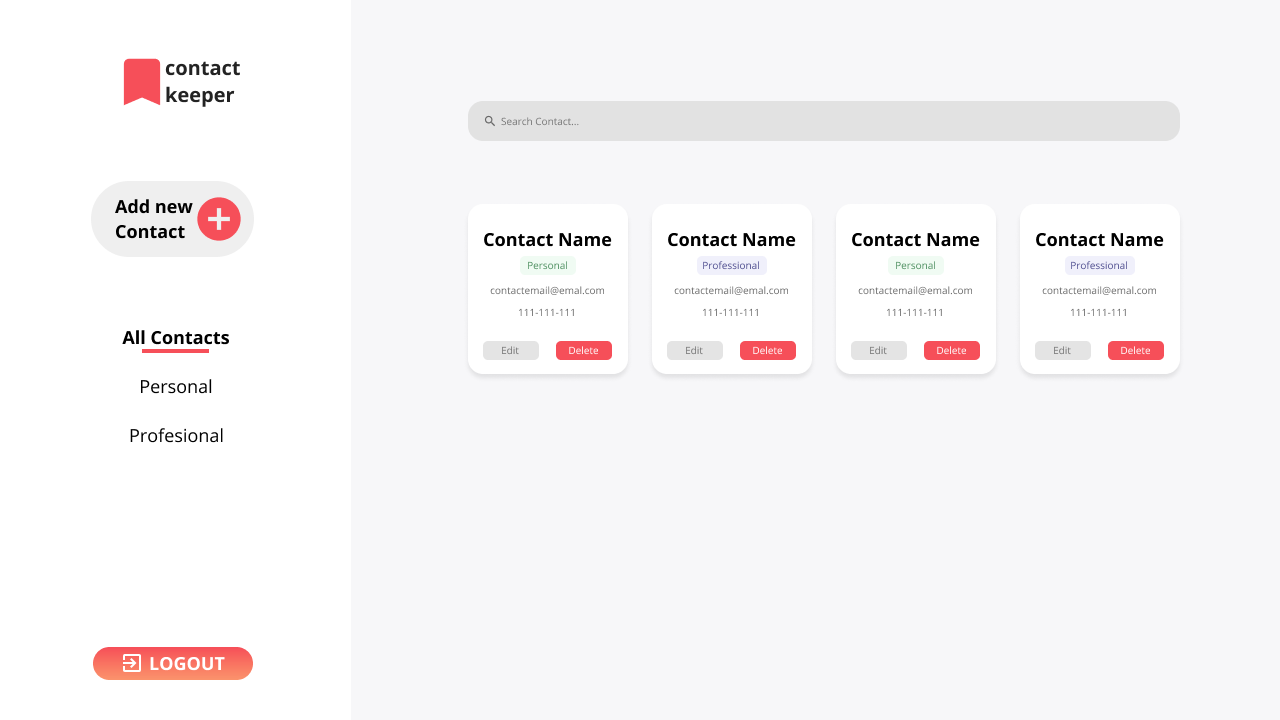 contact
keeper
Add new
Contact
All Contacts
Personal
Profesional
LOGOUT
Search Contact...
Contact Name
Personal
contactemail@emal.com
111-111-111
Edit
Delete
Contact Name
Professional
contactemail@emal.com
111-111-111
Edit
Delete
Contact Name
Personal
contactemail@emal.com
111-111-111
Edit
Delete
Contact Name
Professional
contactemail@emal.com
111-111-111
Edit
Delete